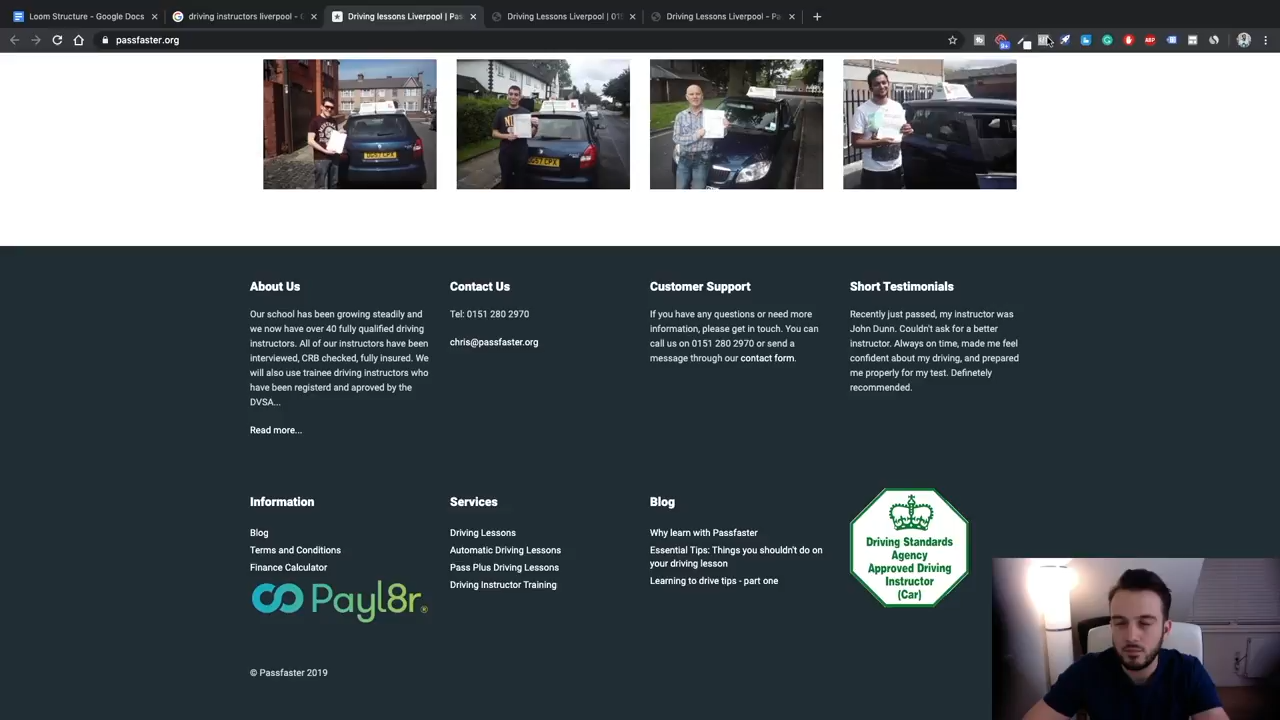 Loom Structure - Google Docs
driving instructors liverpool -
Driving lessons Liverpool | Pas
Driving Lessons Liverpool | 01
Driving Lessons Liverpool - Pa
passfaster.org
ABP
DG57 CPX
About Us
Our school has been growing steadily and
we now have over 40 fully qualified driving
instructors. All of our instructors have been
interviewed, CRB checked, fully insured. We
will also use trainee driving instructors who
have been registerd and aproved by the
DVSA...
Read more...
Contact Us
Tel: 0151 280 2970
chris@passfaster.org
Customer Support
If you have any questions or need more
information, please get in touch. You can
call us on 0151 280 2970 or send a
message through our contact form.
Short Testimonials
Recently just passed, my instructor was
John Dunn. Couldn't ask for a better
instructor. Always on time, made me feel
confident about my driving, and prepared
me properly for my test. Definetely
recommended.
Information
Blog
Terms and Conditions
Finance Calculator
Payl8r
Services
Driving Lessons
Automatic Driving Lessons
Pass Plus Driving Lessons
Driving Instructor Training
Blog
Why learn with Passfaster
Essential Tips: Things you shouldn't do on
your driving lesson
Learning to drive tips - part one
Driving Standards
Agency
Approved Driving
Instructor
(Car)
© Passfaster 2019